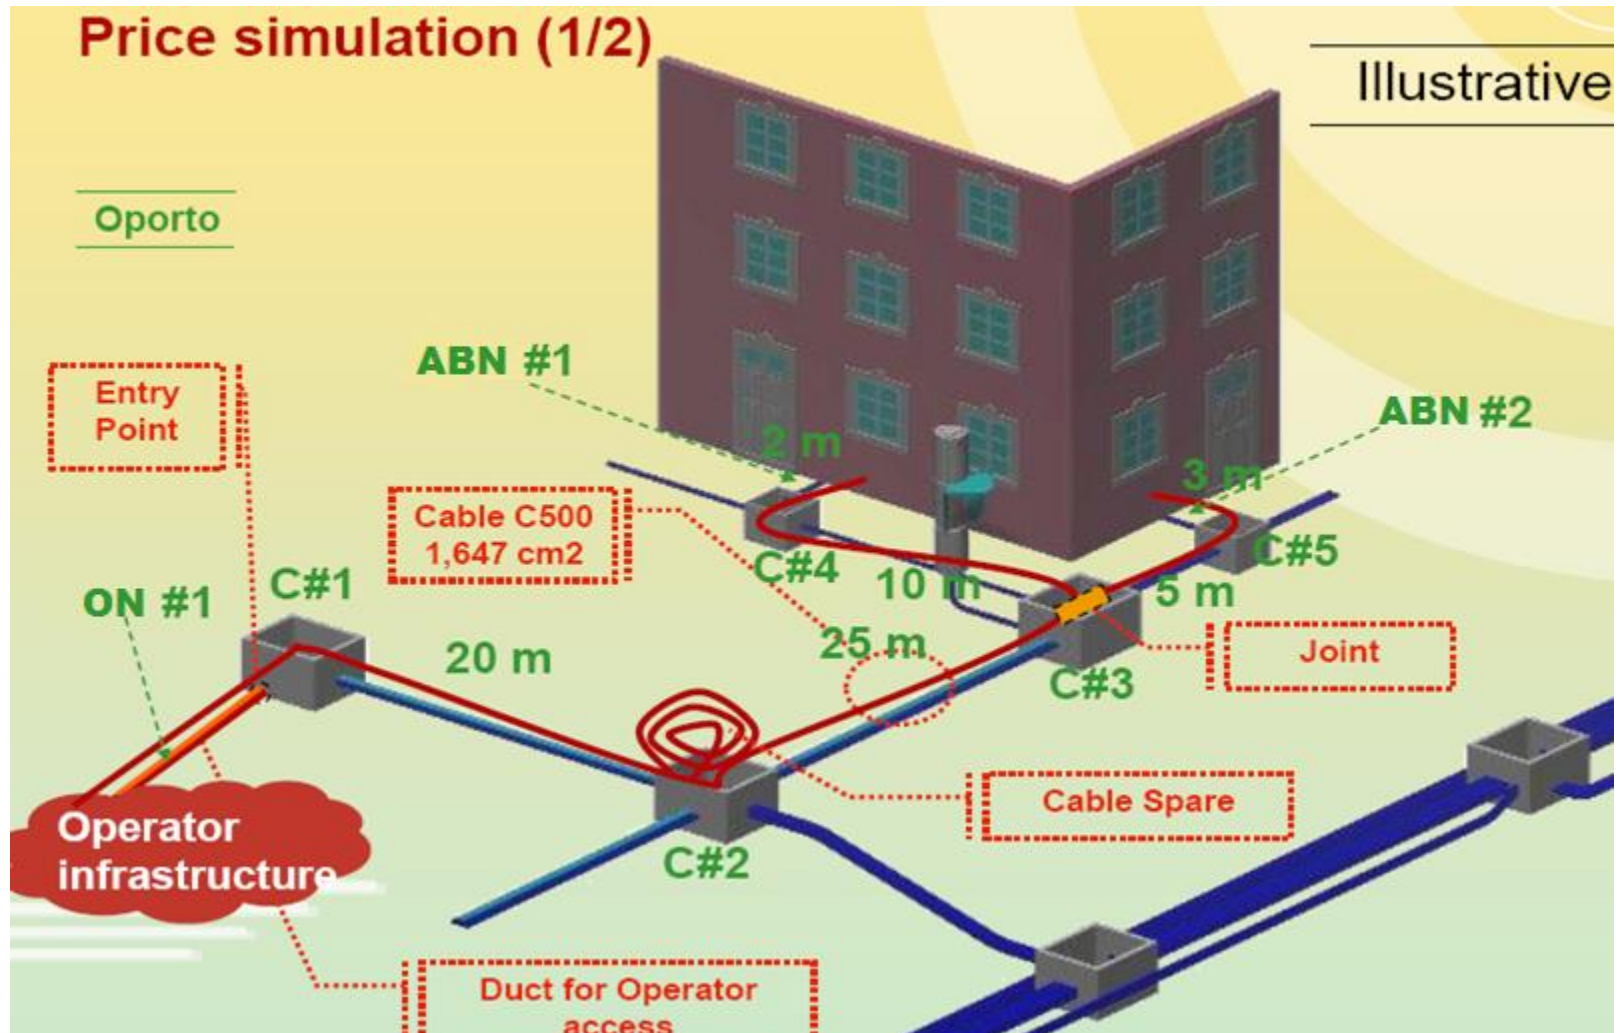 Price simulation (1/2)
Illustrative
Oporto
ABN #1
Entry
Point
ABN #2
2 m
3 m
Cable C500
1,647 cm2
C#4
C#5
10 m
5 m
C#1
ON #1
20 m
25 m
Joint
C#3
Cable Spare
Operator
infrastructure
C#2
Duct for Operator
access